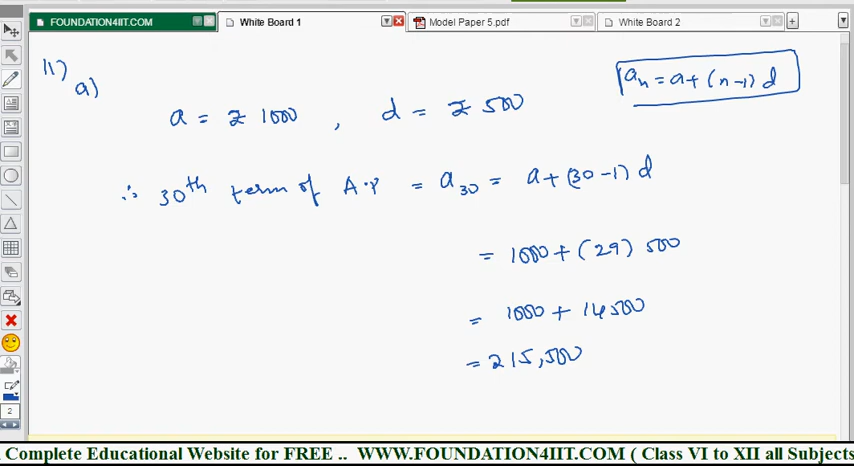 FOUNDATION4IIT.COM White Board 1 Model Paper 5.pdf White Board 2
11)
a)
aₙ = a + (n-1) d
a = ₹ 1000 , d = ₹ 500
∴ 30th term of A.P = a₃₀ = a + (30-1) d
= 1000 + (29) 500
= 1000 + 14500
= ₹15,500
2
Complete Educational Website for FREE .. WWW.FOUNDATION4IIT.COM ( Class VI to XII all Subjects